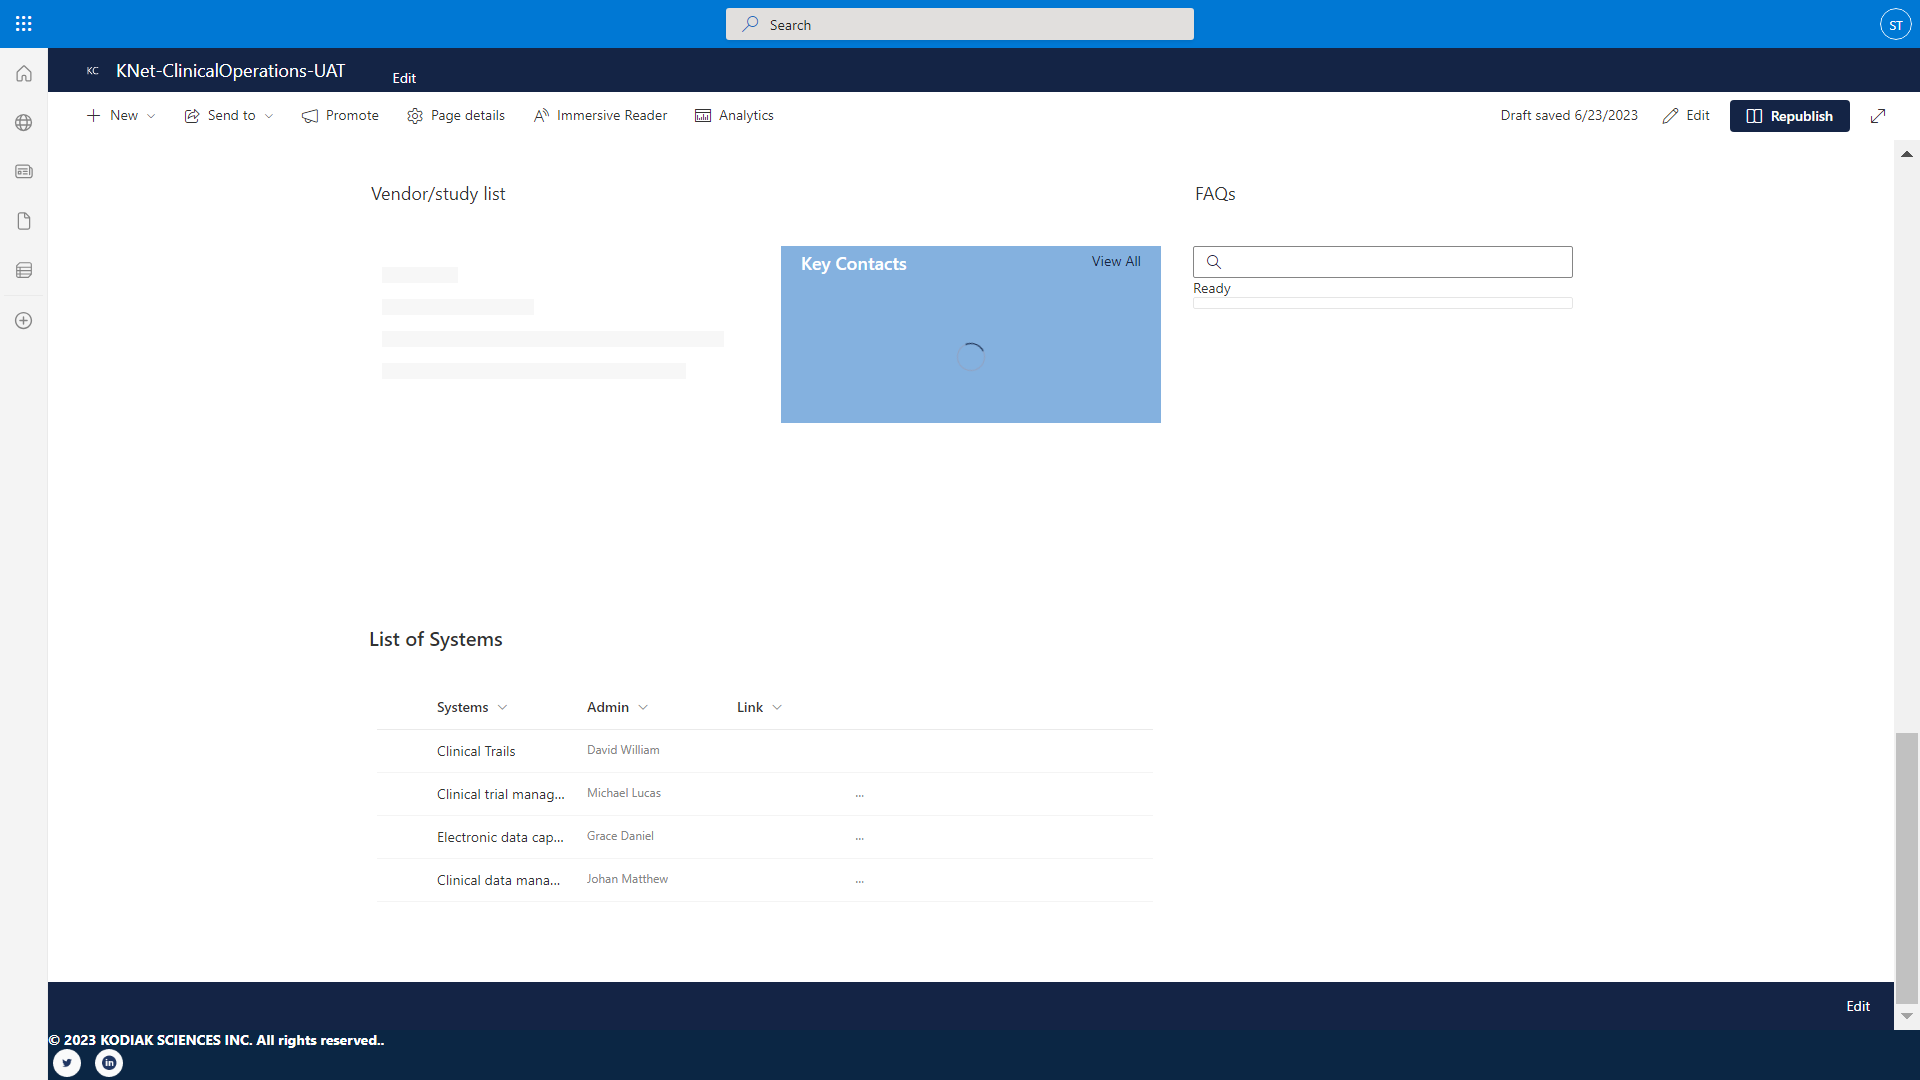 Search
ST
KC KNet-ClinicalOperations-UAT Edit
New Send to Promote Page details Immersive Reader Analytics Draft saved 6/23/2023 Edit Republish
Vendor/study list
FAQs
Key Contacts View All
Ready
List of Systems
Systems Admin Link
Clinical Trails David William
Clinical trial manag... Michael Lucas ...
Electronic data cap... Grace Daniel ...
Clinical data mana... Johan Matthew ...
Edit
© 2023 KODIAK SCIENCES INC. All rights reserved..
in